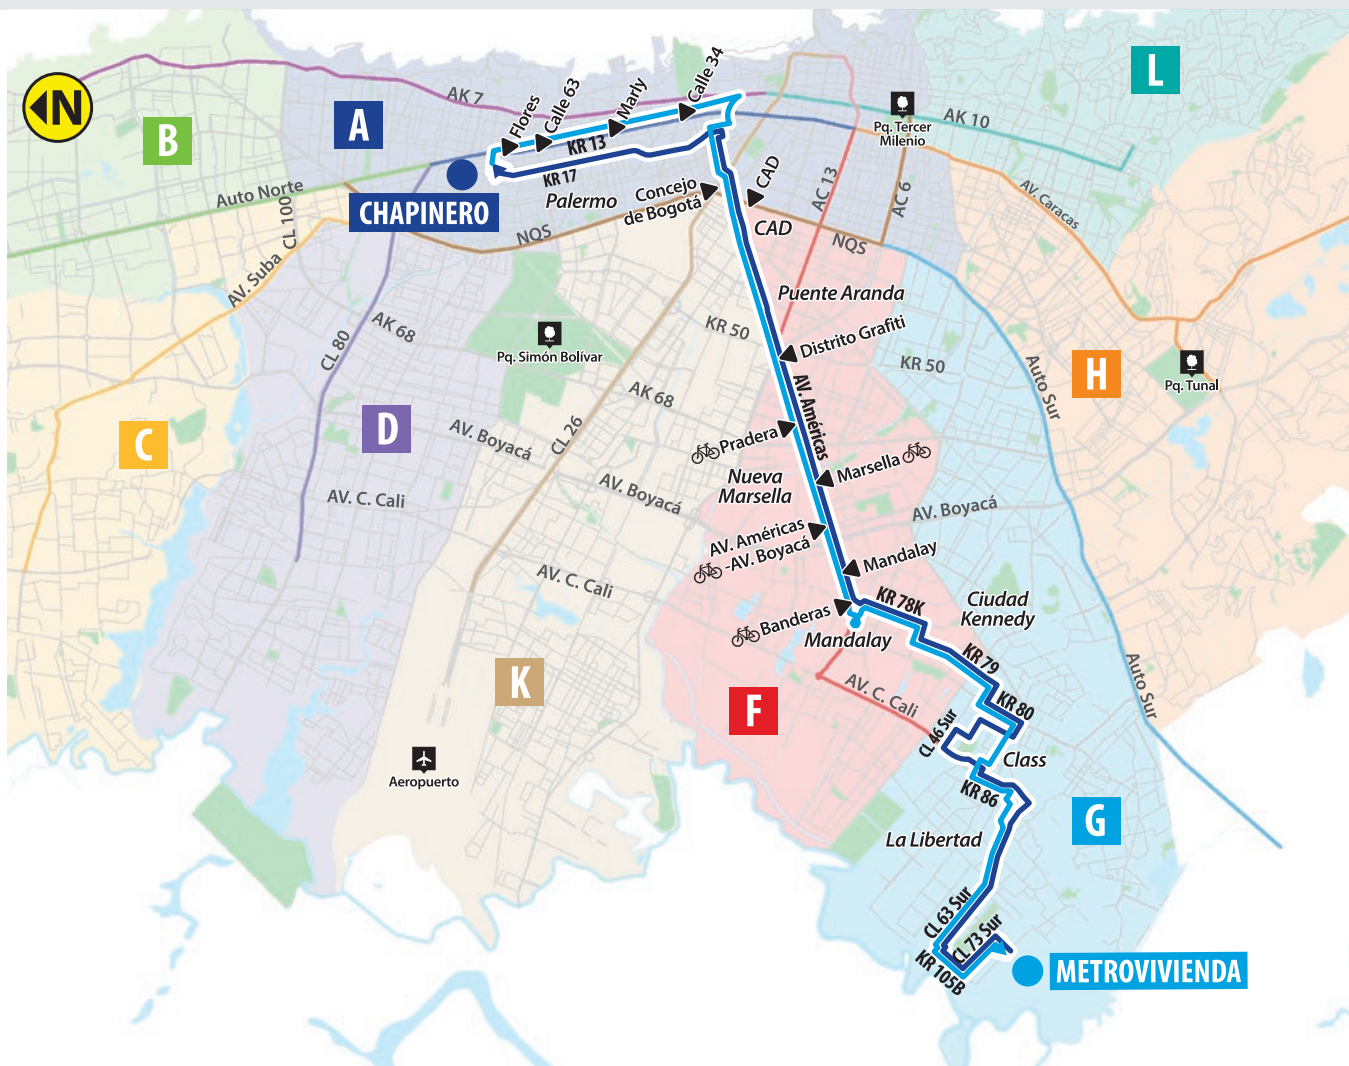 N
B
A
L
AK 7
Flores
Calle 63
Marly
Calle 34
KR 13
KR 17
CHAPINERO
Palermo
Auto Norte
CL 100
AV. Suba
NQS
Concejo
de Bogotá
CAD
CAD
AC 13
AC 6
NQS
Pq. Tercer
Milenio
AK 10
AV. Caracas
Puente Aranda
Distrito Grafiti
KR 50
KR 50
CL 80
AK 68
Pq. Simón Bolívar
AK 68
AV. Américas
Auto Sur
H
Pq. Tunal
C
D
AV. Boyacá
CL 26
Pradera
Marsella
Nueva
Marsella
AV. C. Cali
AV. Boyacá
AV. Boyacá
AV. Américas
-AV. Boyacá
Mandalay
AV. C. Cali
Banderas
Mandalay
KR 78K
Ciudad
Kennedy
KR 79
Auto Sur
K
F
AV. C. Cali
KR 80
CL 46 Sur
Class
Aeropuerto
KR 86
G
La Libertad
CL 63 Sur
CL 73 Sur
KR 105B
METROVIVIENDA